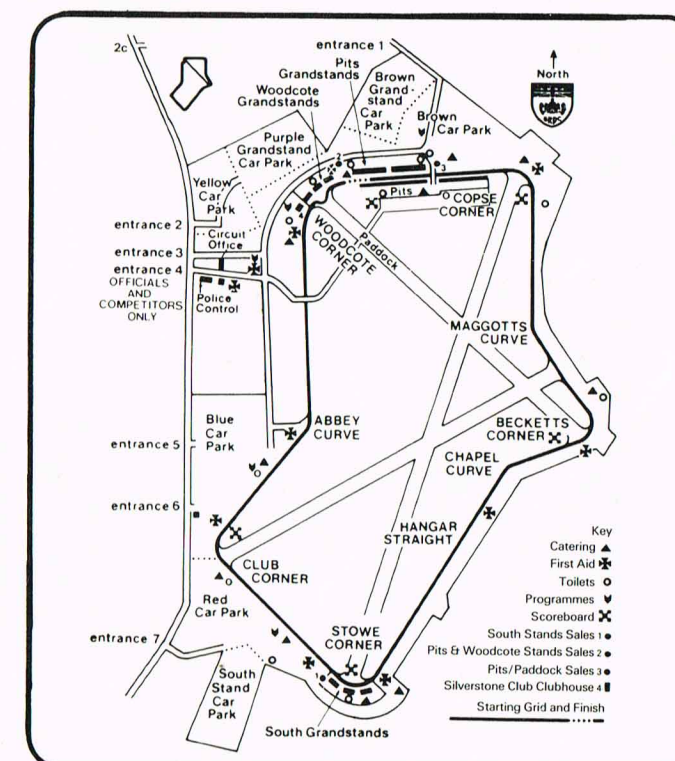 2c
entrance 1
Pits
Grandstands
Woodcote
Grandstands
Brown
Grand-
stand
Car
Park
Brown
Car Park
North
Purple
Grandstand
Car Park
Yellow
Car
Park
2
3
Pits
COPSE
CORNER
WOODCOTE
CORNER
Paddock
entrance 2
Circuit
Office
entrance 3
entrance 4
OFFICIALS
AND
COMPETITORS
ONLY
Police
Control
MAGGOTTS
CURVE
Blue
Car
Park
ABBEY
CURVE
BECKETTS
CORNER
entrance 5
CHAPEL
CURVE
entrance 6
HANGAR
STRAIGHT
CLUB
CORNER
Red
Car Park
STOWE
CORNER
entrance 7
1
South
Stand
Car
Park
South Grandstands
Key
Catering
First Aid
Toilets
Programmes
Scoreboard
South Stands Sales 1
Pits & Woodcote Stands Sales 2
Pits/Paddock Sales 3
Silverstone Club Clubhouse 4
Starting Grid and Finish